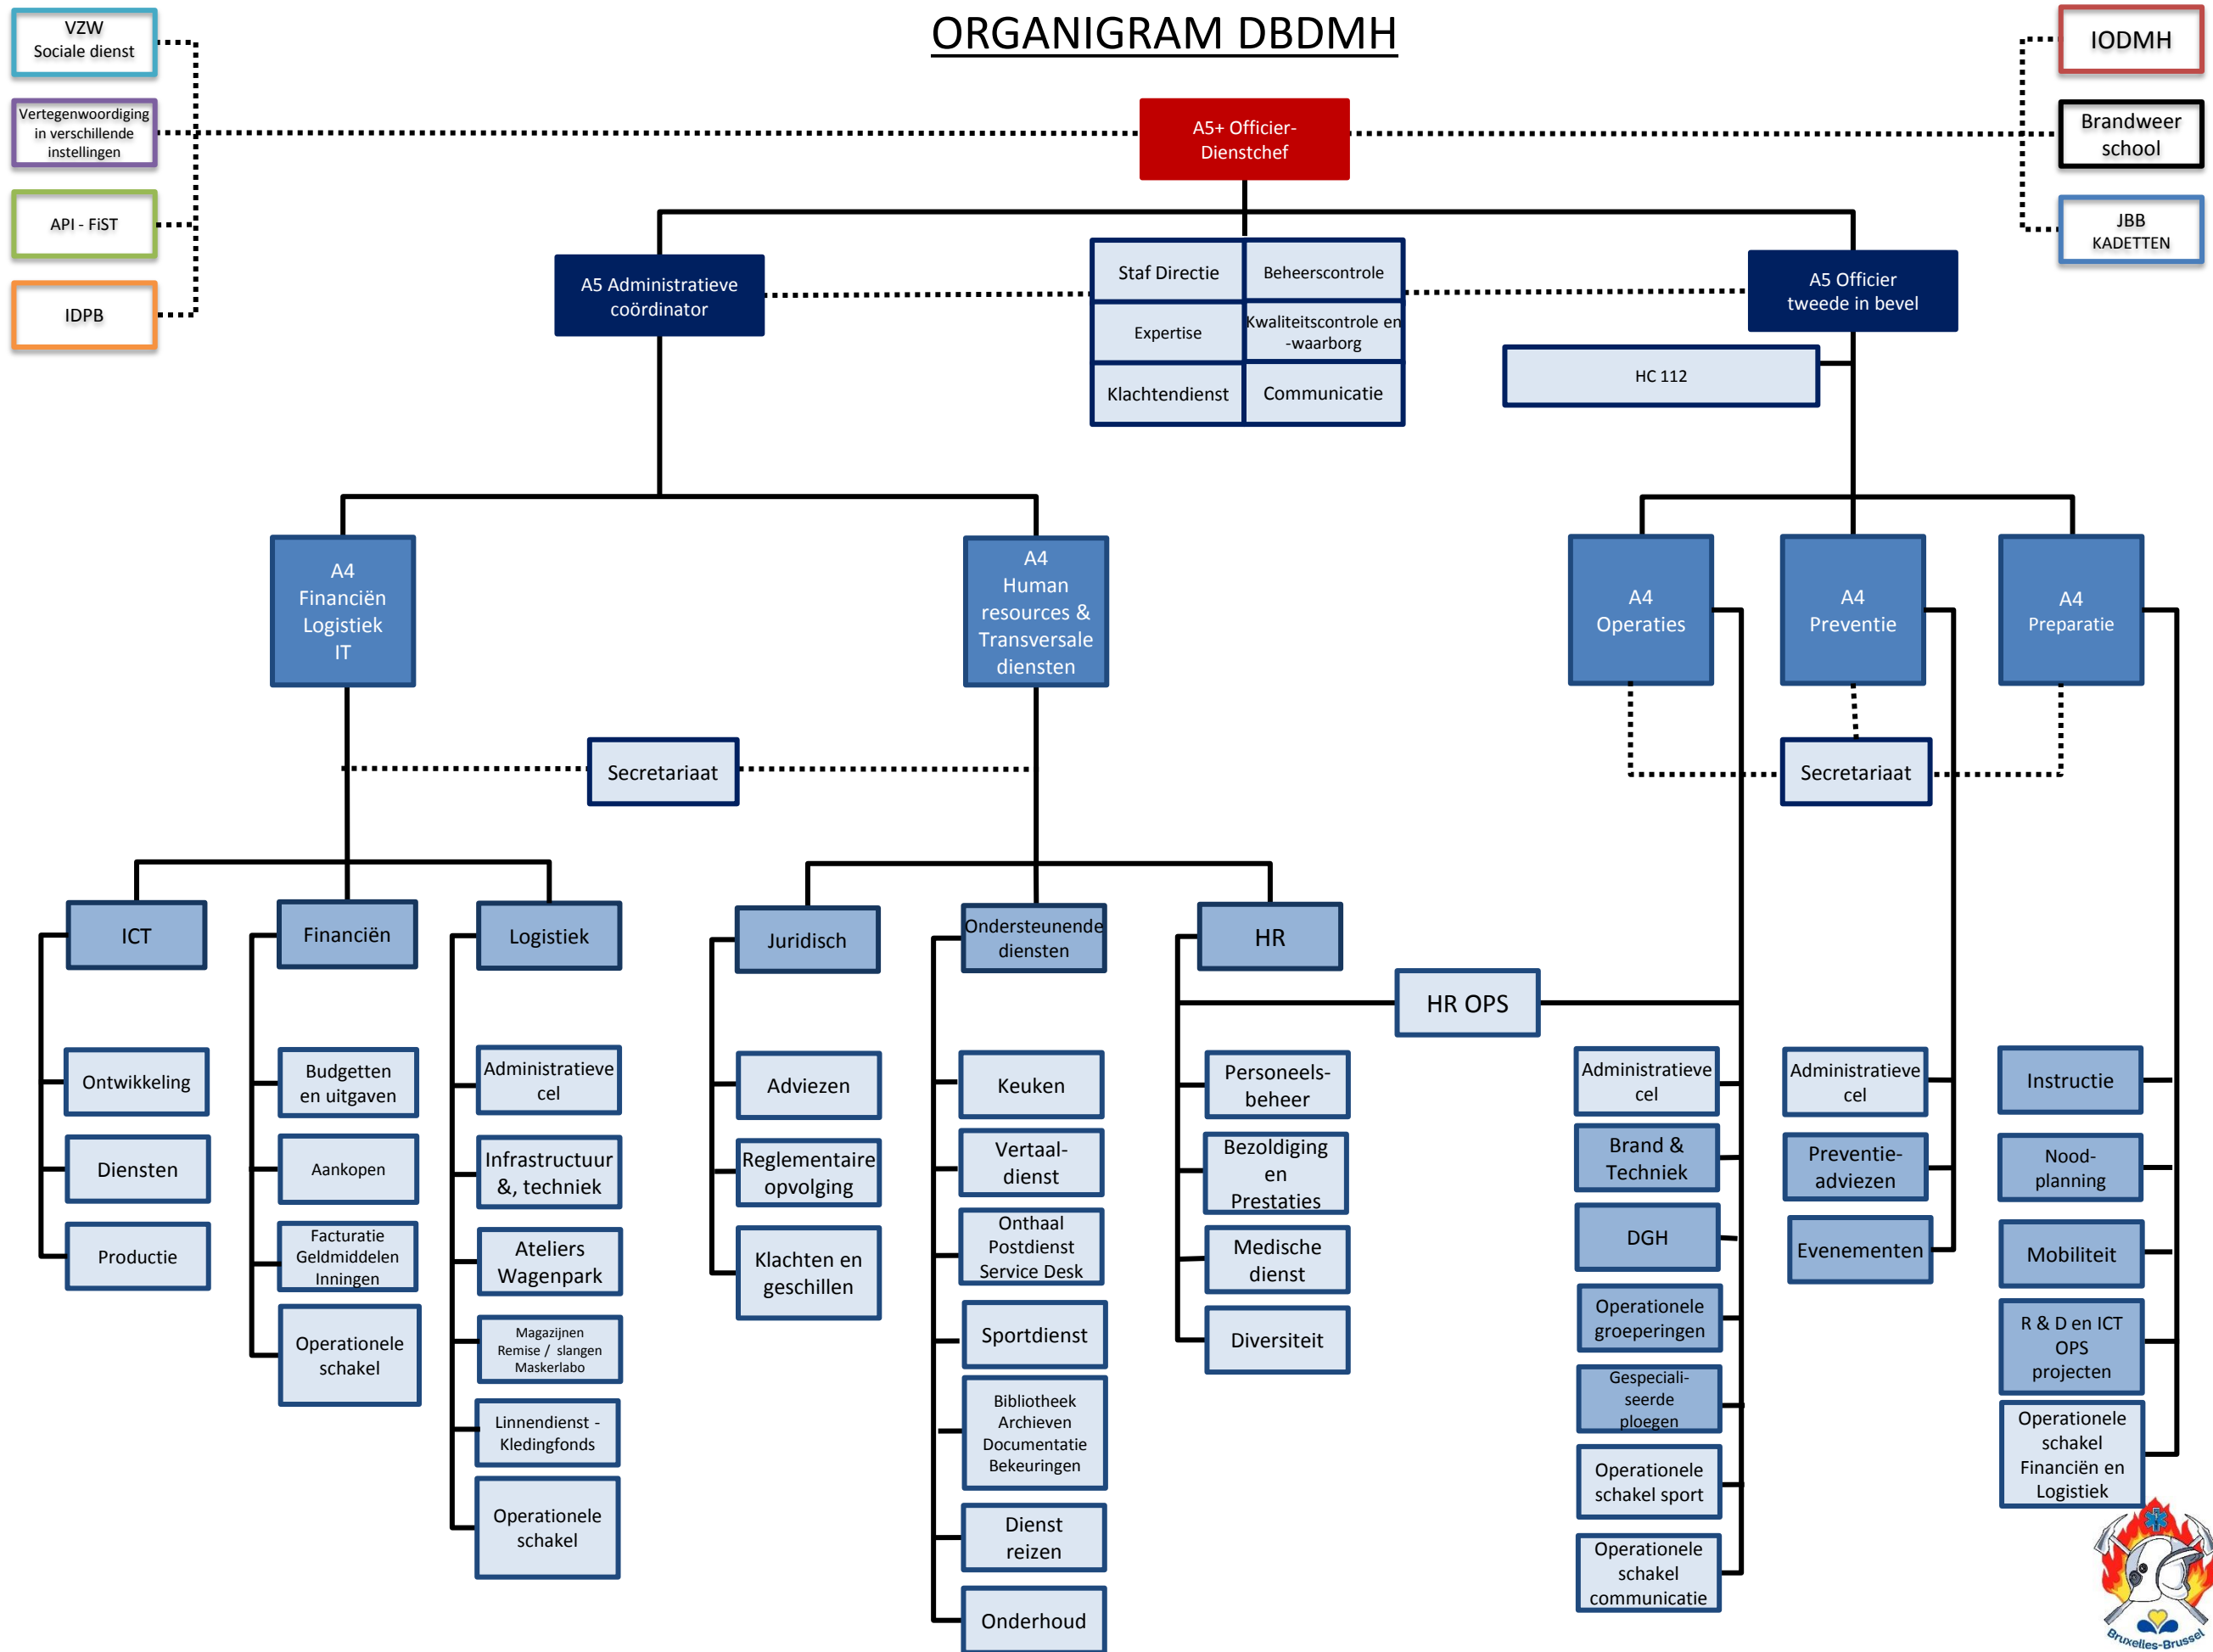 ORGANIGRAM DBDMH
VZW
Sociale dienst
Vertegenwoordiging
in verschillende
instellingen
API - FiST
IDPB
IODMH
Brandweer
school
JBB
KADETTEN
A5+ Officier-
Dienstchef
A5 Administratieve
coördinator
Staf Directie
Beheerscontrole
Expertise
Kwaliteitscontrole en
-waarborg
Klachtendienst
Communicatie
A5 Officier
tweede in bevel
HC 112
A4
Financiën
Logistiek
IT
A4
Human
resources &
Transversale
diensten
A4
Operaties
A4
Preventie
A4
Preparatie
Secretariaat
Secretariaat
ICT
Financiën
Logistiek
Juridisch
Ondersteunende
diensten
HR
HR OPS
Ontwikkeling
Diensten
Productie
Budgetten
en uitgaven
Aankopen
Facturatie
Geldmiddelen
Inningen
Operationele
schakel
Administratieve
cel
Infrastructuur
&, techniek
Ateliers
Wagenpark
Magazijnen
Remise / slangen
Maskerlabo
Linnendienst -
Kledingfonds
Operationele
schakel
Adviezen
Reglementaire
opvolging
Klachten en
geschillen
Keuken
Vertaal-
dienst
Onthaal
Postdienst
Service Desk
Sportdienst
Bibliotheek
Archieven
Documentatie
Bekeuringen
Dienst
reizen
Onderhoud
Personeels-
beheer
Bezoldiging
en
Prestaties
Medische
dienst
Diversiteit
Administratieve
cel
Brand &
Techniek
DGH
Operationele
groeperingen
Gespeciali-
seerde
ploegen
Operationele
schakel sport
Operationele
schakel
communicatie
Administratieve
cel
Preventie-
adviezen
Evenementen
Instructie
Nood-
planning
Mobiliteit
R & D en ICT
OPS
projecten
Operationele
schakel
Financiën en
Logistiek
Bruxelles-Brussel